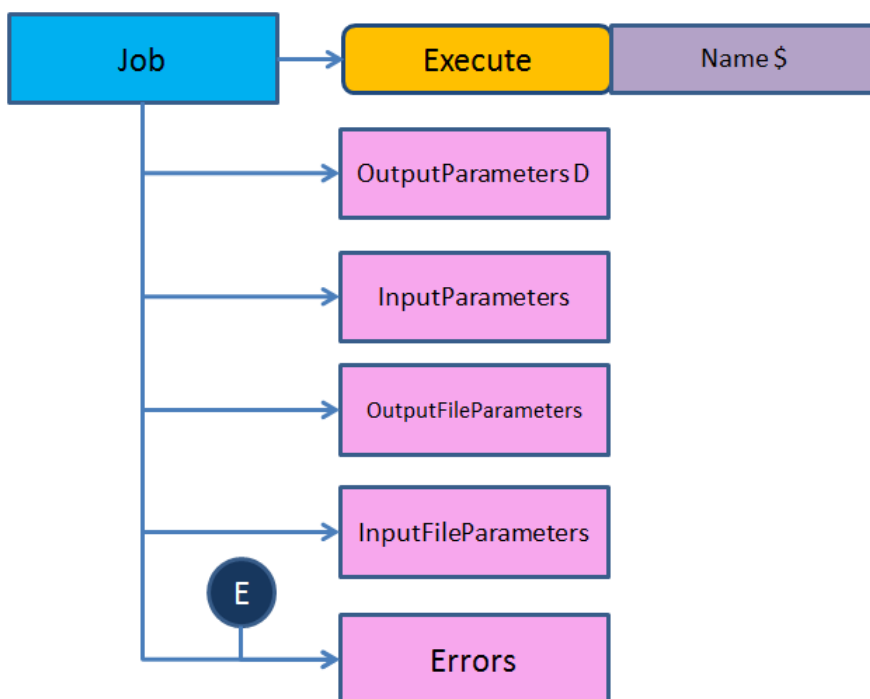 Job
Execute
Name $
OutputParameters D
InputParameters
OutputFileParameters
InputFileParameters
E
Errors